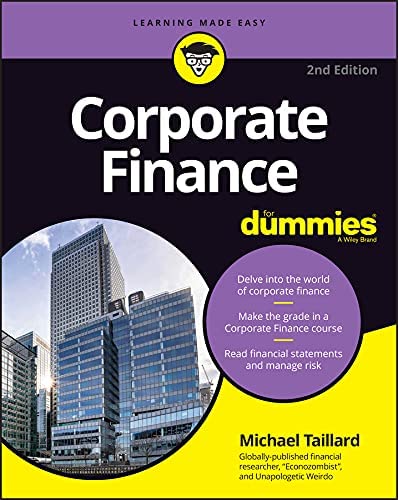 LEARNING MADE EASY
2nd Edition
Corporate
Finance
for
dummies®
A Wiley Brand
Delve into the world
of corporate finance
Make the grade in a
Corporate Finance course
Read financial statements
and manage risk
Michael Taillard
Globally-published financial
researcher, “Econozombist”,
and Unapologetic Weirdo